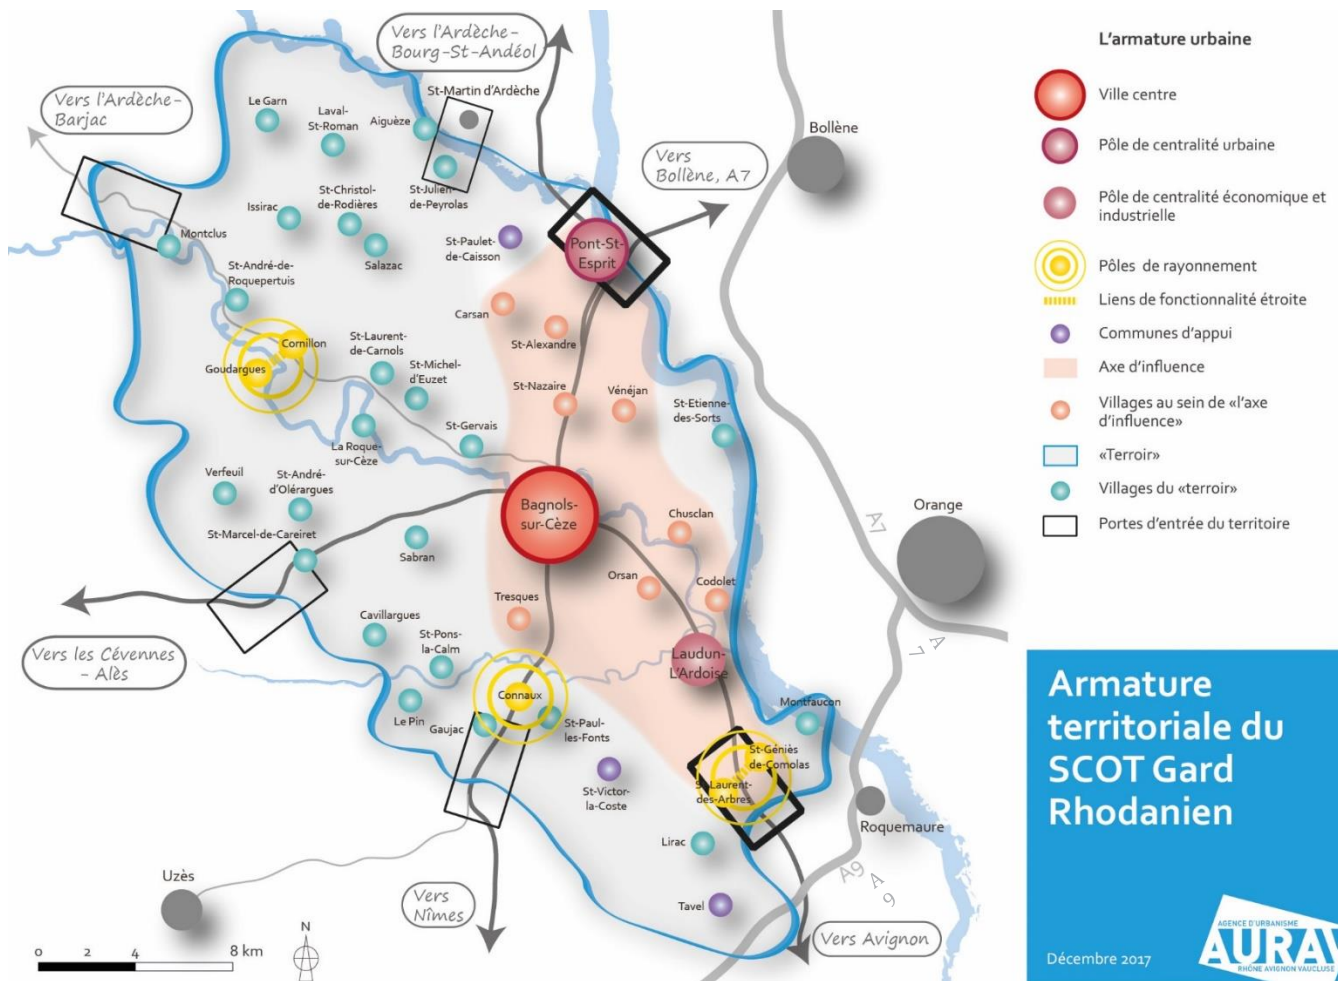 Vers l'Ardèche-
Bourg-St-Andéol
Vers l'Ardèche-
Barjac
St-Martin d'Ardèche
Le Garn
Laval-
St-Roman
Aiguèze
Bollène
Vers
Bollène, A7
St-Julien-
de-Peyrolas
St-Christol-
de-Rodières
Issirac
Montclus
Salazac
St-Paulet-
de-Caisson
Pont-St-
Esprit
St-André-de-
Roquepertuis
Carsan
St-Alexandre
Cornillon
Goudargues
St-Laurent-
de-Carnols
St-Michel-
d'Euzet
St-Nazaire
Vénéjan
St-Etienne-
des-Sorts
St-Gervais
La Roque-
sur-Cèze
Verfeuil
St-André-
d'Olérargues
Bagnols-
sur-Cèze
Chusclan
Orange
A7
St-Marcel-de-Careiret
Sabran
Orsan
Codolet
Tresques
A
7
Cavillargues
St-Pons-
la-Calm
Laudun-
L'Ardoise
Vers les Cévennes
- Alès
Connaux
Le Pin
Gaujac
St-Paul-
les-Fonts
Montfaucon
St-Géniès
de-Comolas
St-Laurent-
des-Arbres
St-Victor-
la-Coste
Roquemaure
Lirac
A9
A
9
Uzès
Vers
Nîmes
Tavel
Vers Avignon
N
0 2 4 8 km
L'armature urbaine
Ville centre
Pôle de centralité urbaine
Pôle de centralité économique et
industrielle
Pôles de rayonnement
Liens de fonctionnalité étroite
Communes d'appui
Axe d'influence
Villages au sein de «l'axe
d'influence»
«Terroir»
Villages du «terroir»
Portes d'entrée du territoire
Armature
territoriale du
SCOT Gard
Rhodanien
Décembre 2017
AGENCE D'URBANISME
AURAV
RHÔNE AVIGNON VAUCLUSE